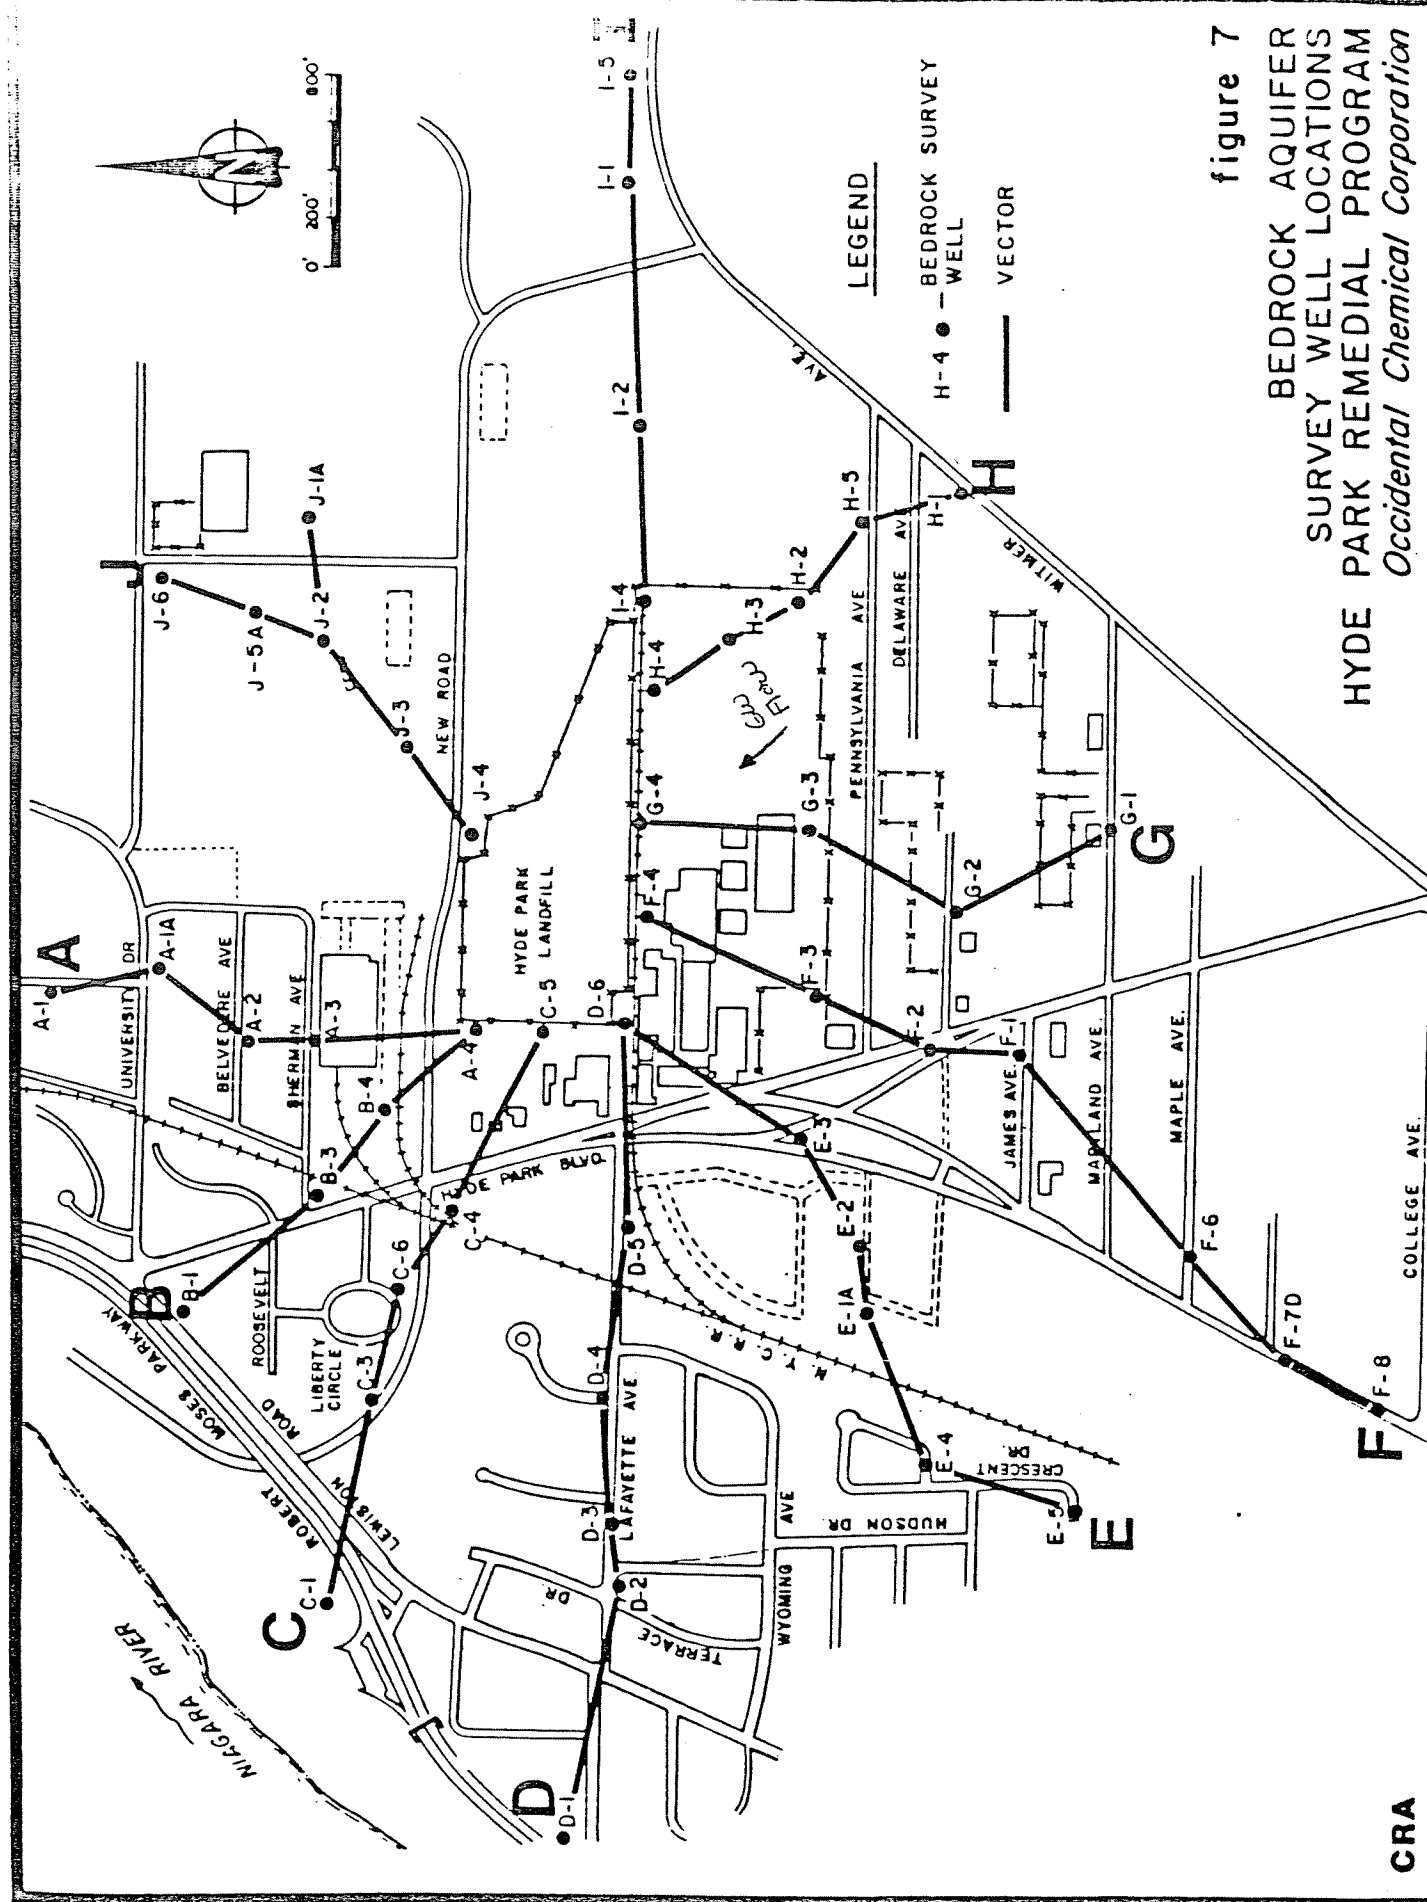 A
A-1
UNIVERSITY DR
A-1A
BELVEDERE AVE
A-2
SHERMAN AVE
A-3
A-4
B
B-1
B-3
B-4
ROOSEVELT
LIBERTY
CIRCLE
ROBERT MOSES PARKWAY
LEWISTON ROAD
NIAGARA RIVER
C
C-1
C-3
C-6
C-4
C-5
HYDE PARK BLVD.
HYDE PARK
LANDFILL
NEW ROAD
J
J-6
J-5A
J-2
J-1A
J-3
J-4
N
0'
200'
800'
D
D-1
D-2
D-3
D-4
D-5
D-6
LAFAYETTE AVE.
TERRACE DR.
WYOMING AVE
HUDSON DR.
CRESCENT
DR.
N.Y.C.R.R.
E
E-5
E-4
E-1A
E-2
E-3
F
F-8
F-7D
F-6
F-1
F-2
F-3
F-4
G
G-1
G-2
G-3
G-4
H
H-1
H-5
H-2
H-3
H-4
I-4
I-2
I-1
I-5
GW
FLOW
PENNSYLVANIA AVE
DELAWARE AVE
JAMES AVE.
MARYLAND AVE.
MAPLE AVE.
COLLEGE AVE.
WITMER
AVE.
LEGEND
H-4 — BEDROCK SURVEY
WELL
VECTOR
figure 7
BEDROCK AQUIFER
SURVEY WELL LOCATIONS
HYDE PARK REMEDIAL PROGRAM
Occidental Chemical Corporation
CRA